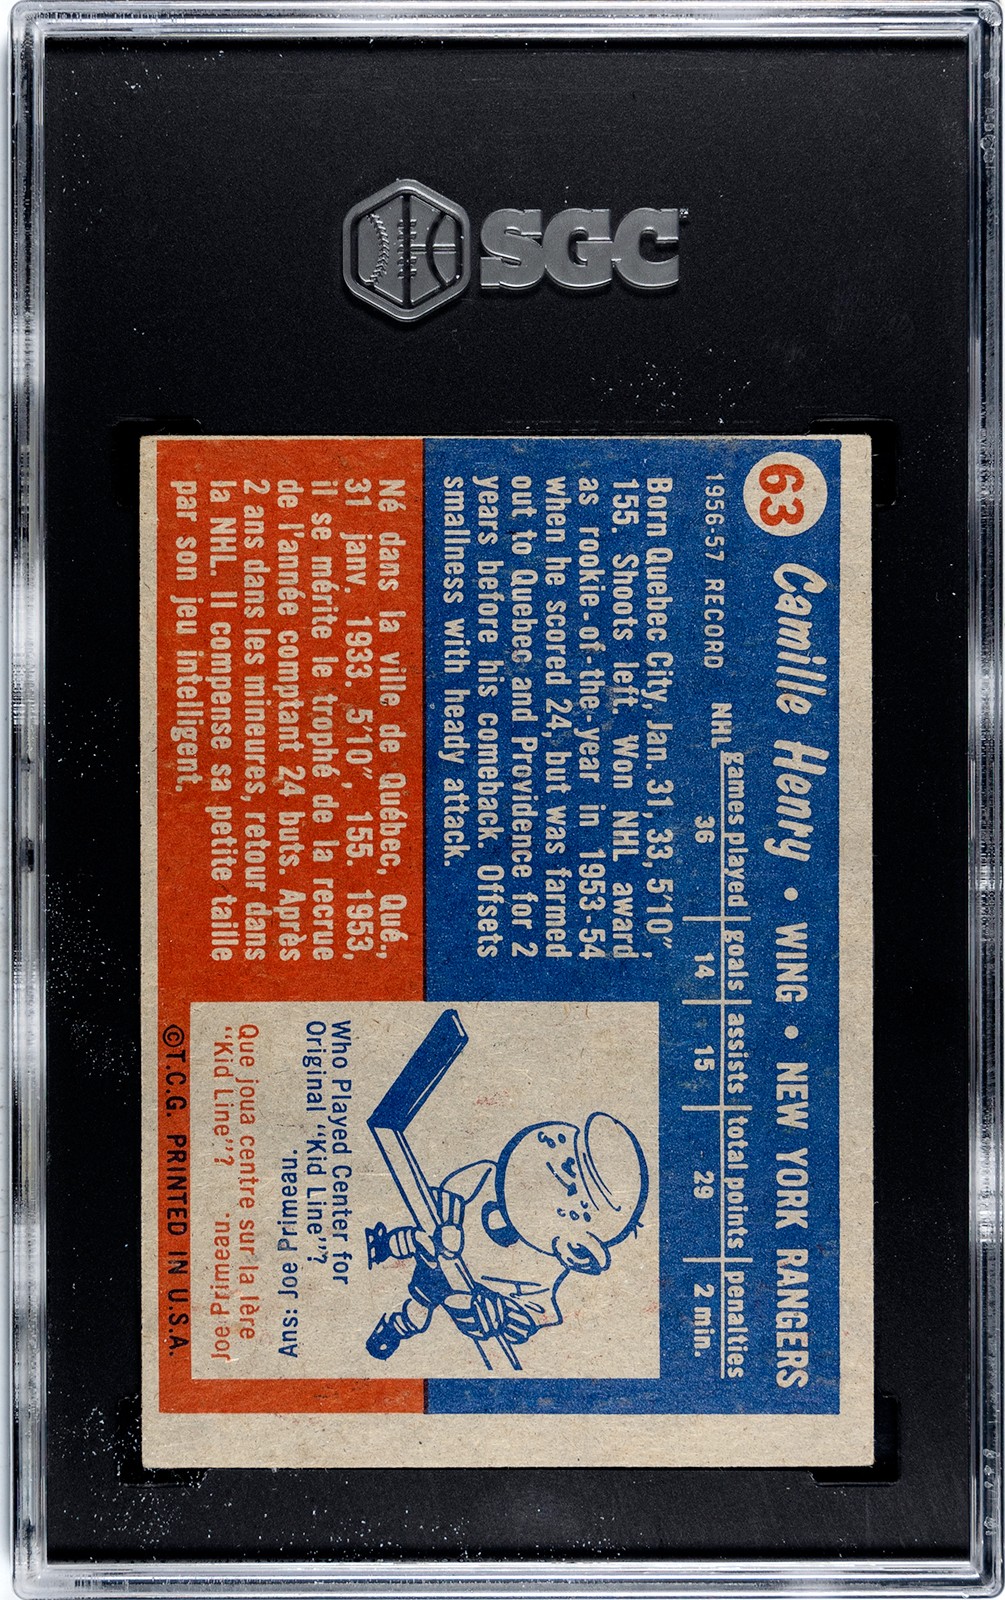 SGC
63 Camille Henry • WING • NEW YORK RANGERS
games played goals assists total points penalties
1956-57 RECORD NHL 36 14 15 29 2 min.
Born Quebec City, Jan. 31, 33, 5'10",
155. Shoots left. Won NHL award
as rookie-of-the-year in 1953-54
when he scored 24, but was farmed
out to Quebec and Providence for 2
years before his comeback. Offsets
smallness with heady attack.
Né dans la ville de Québec, Qué.,
31 janv. 1933. 5'10", 155. 1953,
il se mérite le trophé de la recrue
de l'année comptant 24 buts. Après
2 ans dans les mineures, retour dans
la NHL. Il compense sa petite taille
par son jeu intelligent.
Who Played Center for
Original "Kid Line"?
Ans: Joe Primeau.
Que joua centre sur la lère
"Kid Line"?
Joe Primeau.
©T.C.G. PRINTED IN U.S.A.